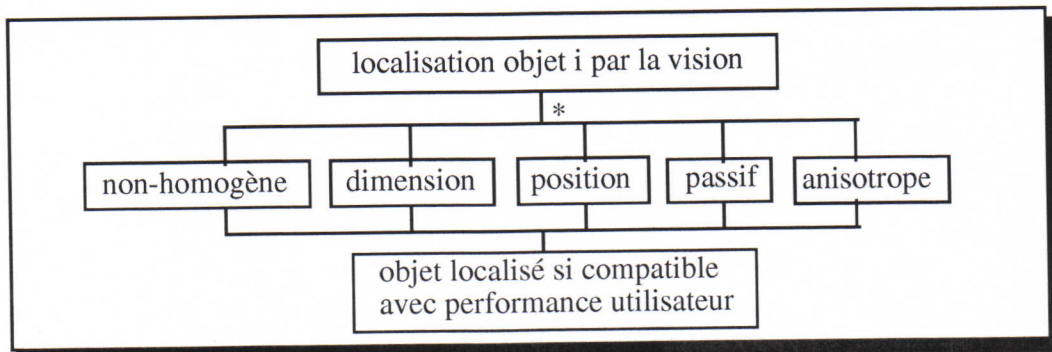 localisation objet i par la vision
*
non-homogène dimension position passif anisotrope
objet localisé si compatible
avec performance utilisateur